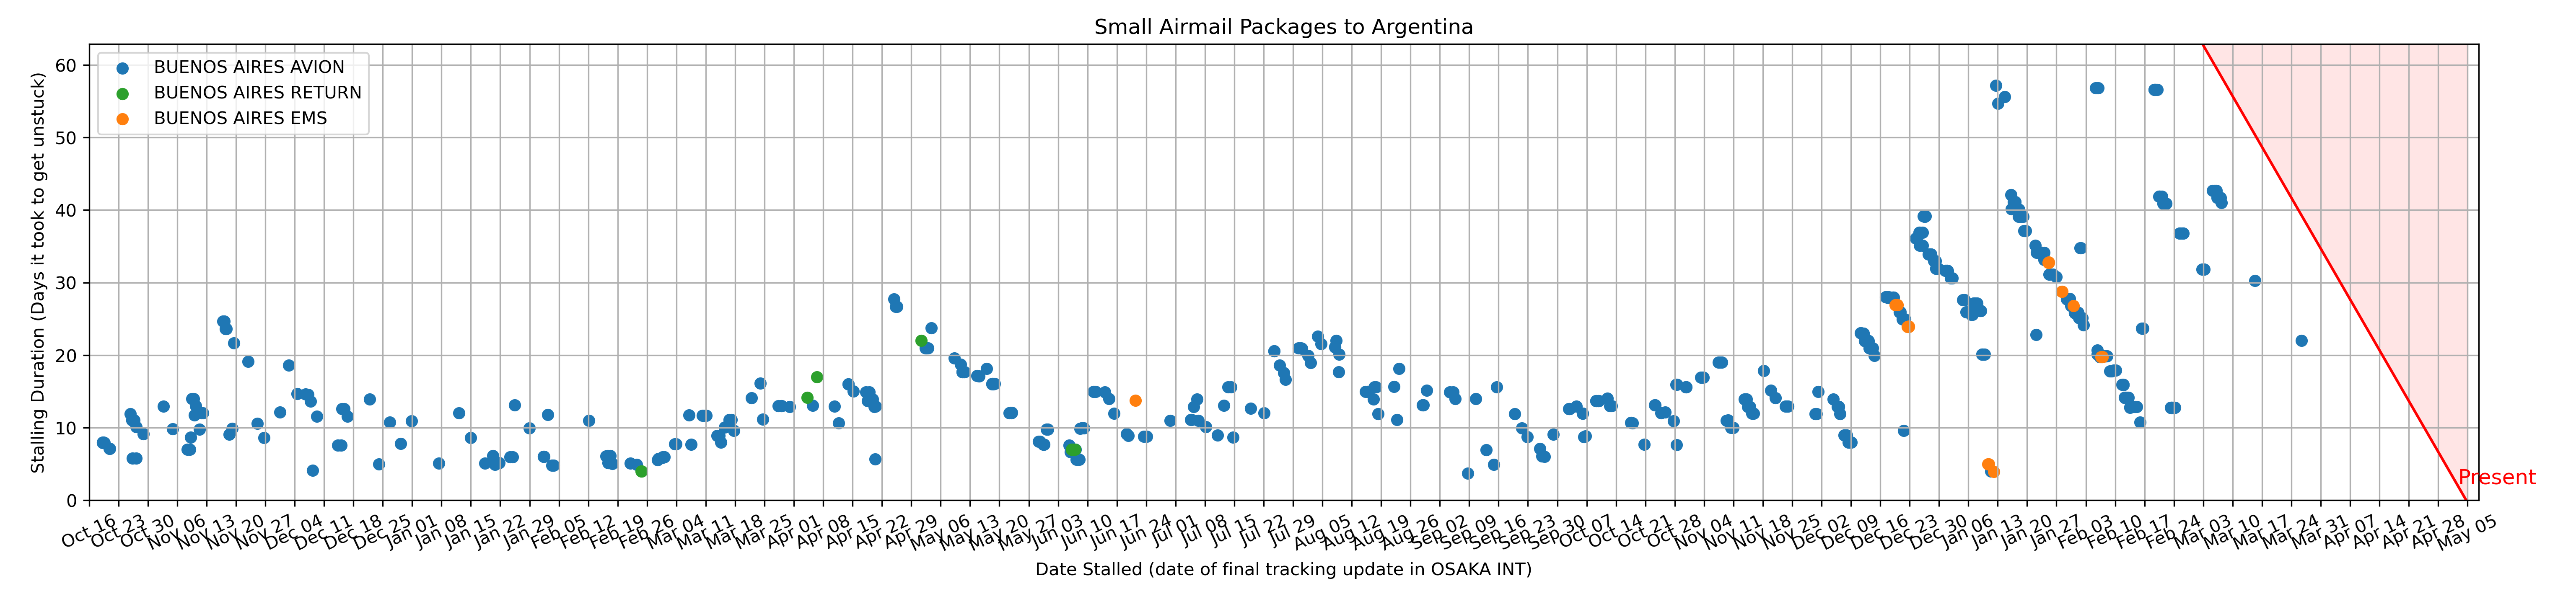 Small Airmail Packages to Argentina
BUENOS AIRES AVION
BUENOS AIRES RETURN
BUENOS AIRES EMS
Stalling Duration (Days it took to get unstuck)
60
50
40
30
20
10
0
Present
Oct 16
Oct 23
Oct 30
Nov 06
Nov 13
Nov 20
Nov 27
Dec 04
Dec 11
Dec 18
Dec 25
Jan 01
Jan 08
Jan 15
Jan 22
Jan 29
Feb 05
Feb 12
Feb 19
Feb 26
Mar 04
Mar 11
Mar 18
Mar 25
Apr 01
Apr 08
Apr 15
Apr 22
Apr 29
May 06
May 13
May 20
May 27
Jun 03
Jun 10
Jun 17
Jun 24
Jul 01
Jul 08
Jul 15
Jul 22
Jul 29
Aug 05
Aug 12
Aug 19
Aug 26
Sep 02
Sep 09
Sep 16
Sep 23
Sep 30
Oct 07
Oct 14
Oct 21
Oct 28
Nov 04
Nov 11
Nov 18
Nov 25
Dec 02
Dec 09
Dec 16
Dec 23
Dec 30
Jan 06
Jan 13
Jan 20
Jan 27
Feb 03
Feb 10
Feb 17
Feb 24
Mar 03
Mar 10
Mar 17
Mar 24
Mar 31
Apr 07
Apr 14
Apr 21
Apr 28
May 05
Date Stalled (date of final tracking update in OSAKA INT)